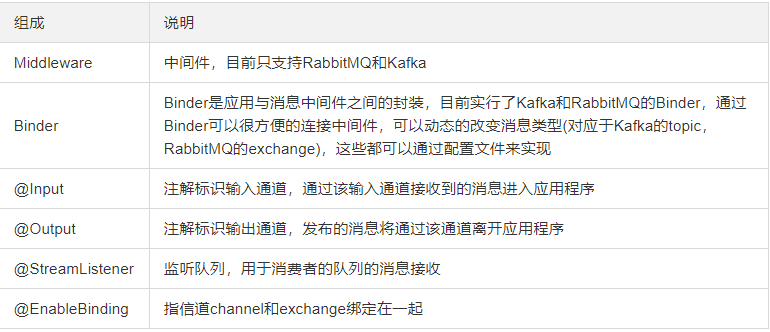 组成 说明
Middleware 中间件，目前只支持RabbitMQ和Kafka
Binder是应用与消息中间件之间的封装，目前实行了Kafka和RabbitMQ的Binder，通过
Binder Binder可以很方便的连接中间件，可以动态的改变消息类型(对应于Kafka的topic，
RabbitMQ的exchange)，这些都可以通过配置文件来实现
@Input 注解标识输入通道，通过该输入通道接收到的消息进入应用程序
@Output 注解标识输出通道，发布的消息将通过该通道离开应用程序
@StreamListener 监听队列，用于消费者的队列的消息接收
@EnableBinding 指信道channel和exchange绑定在一起